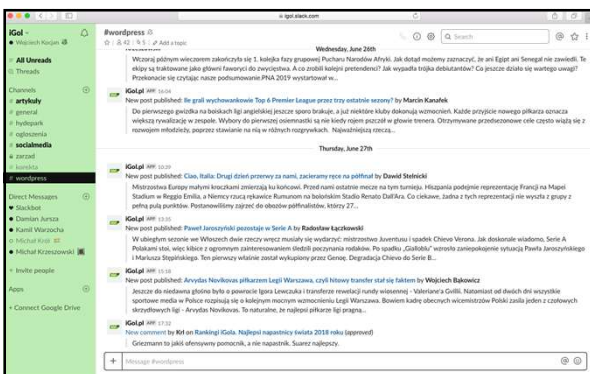 igol.slack.com
iGol
Wojciech Kocjan
All Unreads
Threads
Channels
# artykuly
# general
# hydepark
# ogloszenia
# socialmedia
zarzad
# korekta
# wordpress
Direct Messages
Slackbot
Damian Jursza
Kamil Warzocha
Michał Król
Michał Krzeszowski
+ Invite people
Apps
+ Connect Google Drive
#wordpress
42 | 5 | Add a topic
Search
Wednesday, June 26th
Wczoraj późnym wieczorem zakończyła się 1. kolejka fazy grupowej Pucharu Narodów Afryki. Jak dotąd możemy zaznaczyć, że ani Egipt ani Senegal nie zawiedli. Te
ekipy są traktowane jako główni faworyci do zwycięstwa. A co zrobili kolejni pretendenci? Jak wypadła trójka debiutantów? Co jeszcze działo się wartego uwagi?
Przekonacie się czytając nasze podsumowanie.PNA 2019 wystartował w...
iGol.pl APP 16:04
New post published: Ile grali wychowankowie Top 6 Premier League przez trzy ostatnie sezony? by Marcin Kanafek
Do pierwszego gwizdka na boiskach ligi angielskiej jeszcze sporo brakuje, a już niektóre kluby dokonują wzmocnień. Każde przyjście nowego piłkarza oznacza
większą rywalizację w zespole. Wybory do pierwszej osiemnastki są nie kiedy rojem pszczół w głowie trenera. Otrzymywane przedsezonowe cele często wiążą się z
rozwojem młodzieży, poprzez stawianie na nią w różnych rozgrywkach. Najważniejszą rzeczą...
Thursday, June 27th
iGol.pl APP 10:39
New post published: Ciao, Italia: Drugi dzień przerwy za nami, zacieramy ręce na półfinał by Dawid Stelnicki
Mistrzostwa Europy małymi kroczkami zmierzają ku końcowi. Przed nami ostatnie mecze na tym turnieju. Hiszpania podejmie reprezentację Francji na Mapei
Stadium w Reggio Emilia, a Niemcy rzucą rękawice Rumunom na bolońskim Stadio Renato Dall'Ara. Co ciekawe, żadna z tych reprezentacji nie wyszła z grupy z
pełną pulą punktów. Postanowiliśmy zajrzeć do obozów półfinalistów, którzy 27...
iGol.pl APP 13:35
New post published: Paweł Jaroszyński pozostaje w Serie A by Radosław Łączkowski
W ubiegłym sezonie we Włoszech dwie rzeczy wręcz musiały się wydarzyć: mistrzostwo Juventusu i spadek Chievo Verona. Jak doskonale wiadomo, Serie A
Polakami stoi, więc kibice z ogromnym zainteresowaniem śledzili poczynania rodaków. Po spadku „Gialloblu" wzrosło zaniepokojenie sytuacją Pawła Jaroszyńskiego
i Mariusza Stępińskiego. Ten pierwszy właśnie został wykupiony przez Genoę. Degradacja Chievo do Serie B...
iGol.pl APP 15:18
New post published: Arvydas Novikovas piłkarzem Legii Warszawa, czyli hitowy transfer stał się faktem by Wojciech Bąkowicz
Jeszcze do niedawna głośno było o powrocie Igora Lewczuka i transferze rewelacji rundy wiosennej - Valeriane'a Gvilii. Natomiast od dwóch dni wszystkie
sportowe media w Polsce rozpisują się o kolejnym mocnym wzmocnieniu Legii Warszawa. Bowiem kadrę obecnych wicemistrzów Polski zasila jeden z czołowych
skrzydłowych ligi - Arvydas Novikovas. To naturalne, że najlepsi piłkarze ligi pragną...
iGol.pl APP 17:32
New comment by Krl on Rankingi iGola. Najlepsi napastnicy świata 2018 roku (approved)
Griezmann to jakiś ofensywny pomocnik, a nie napastnik. Suarez najlepszy.
Message #wordpress